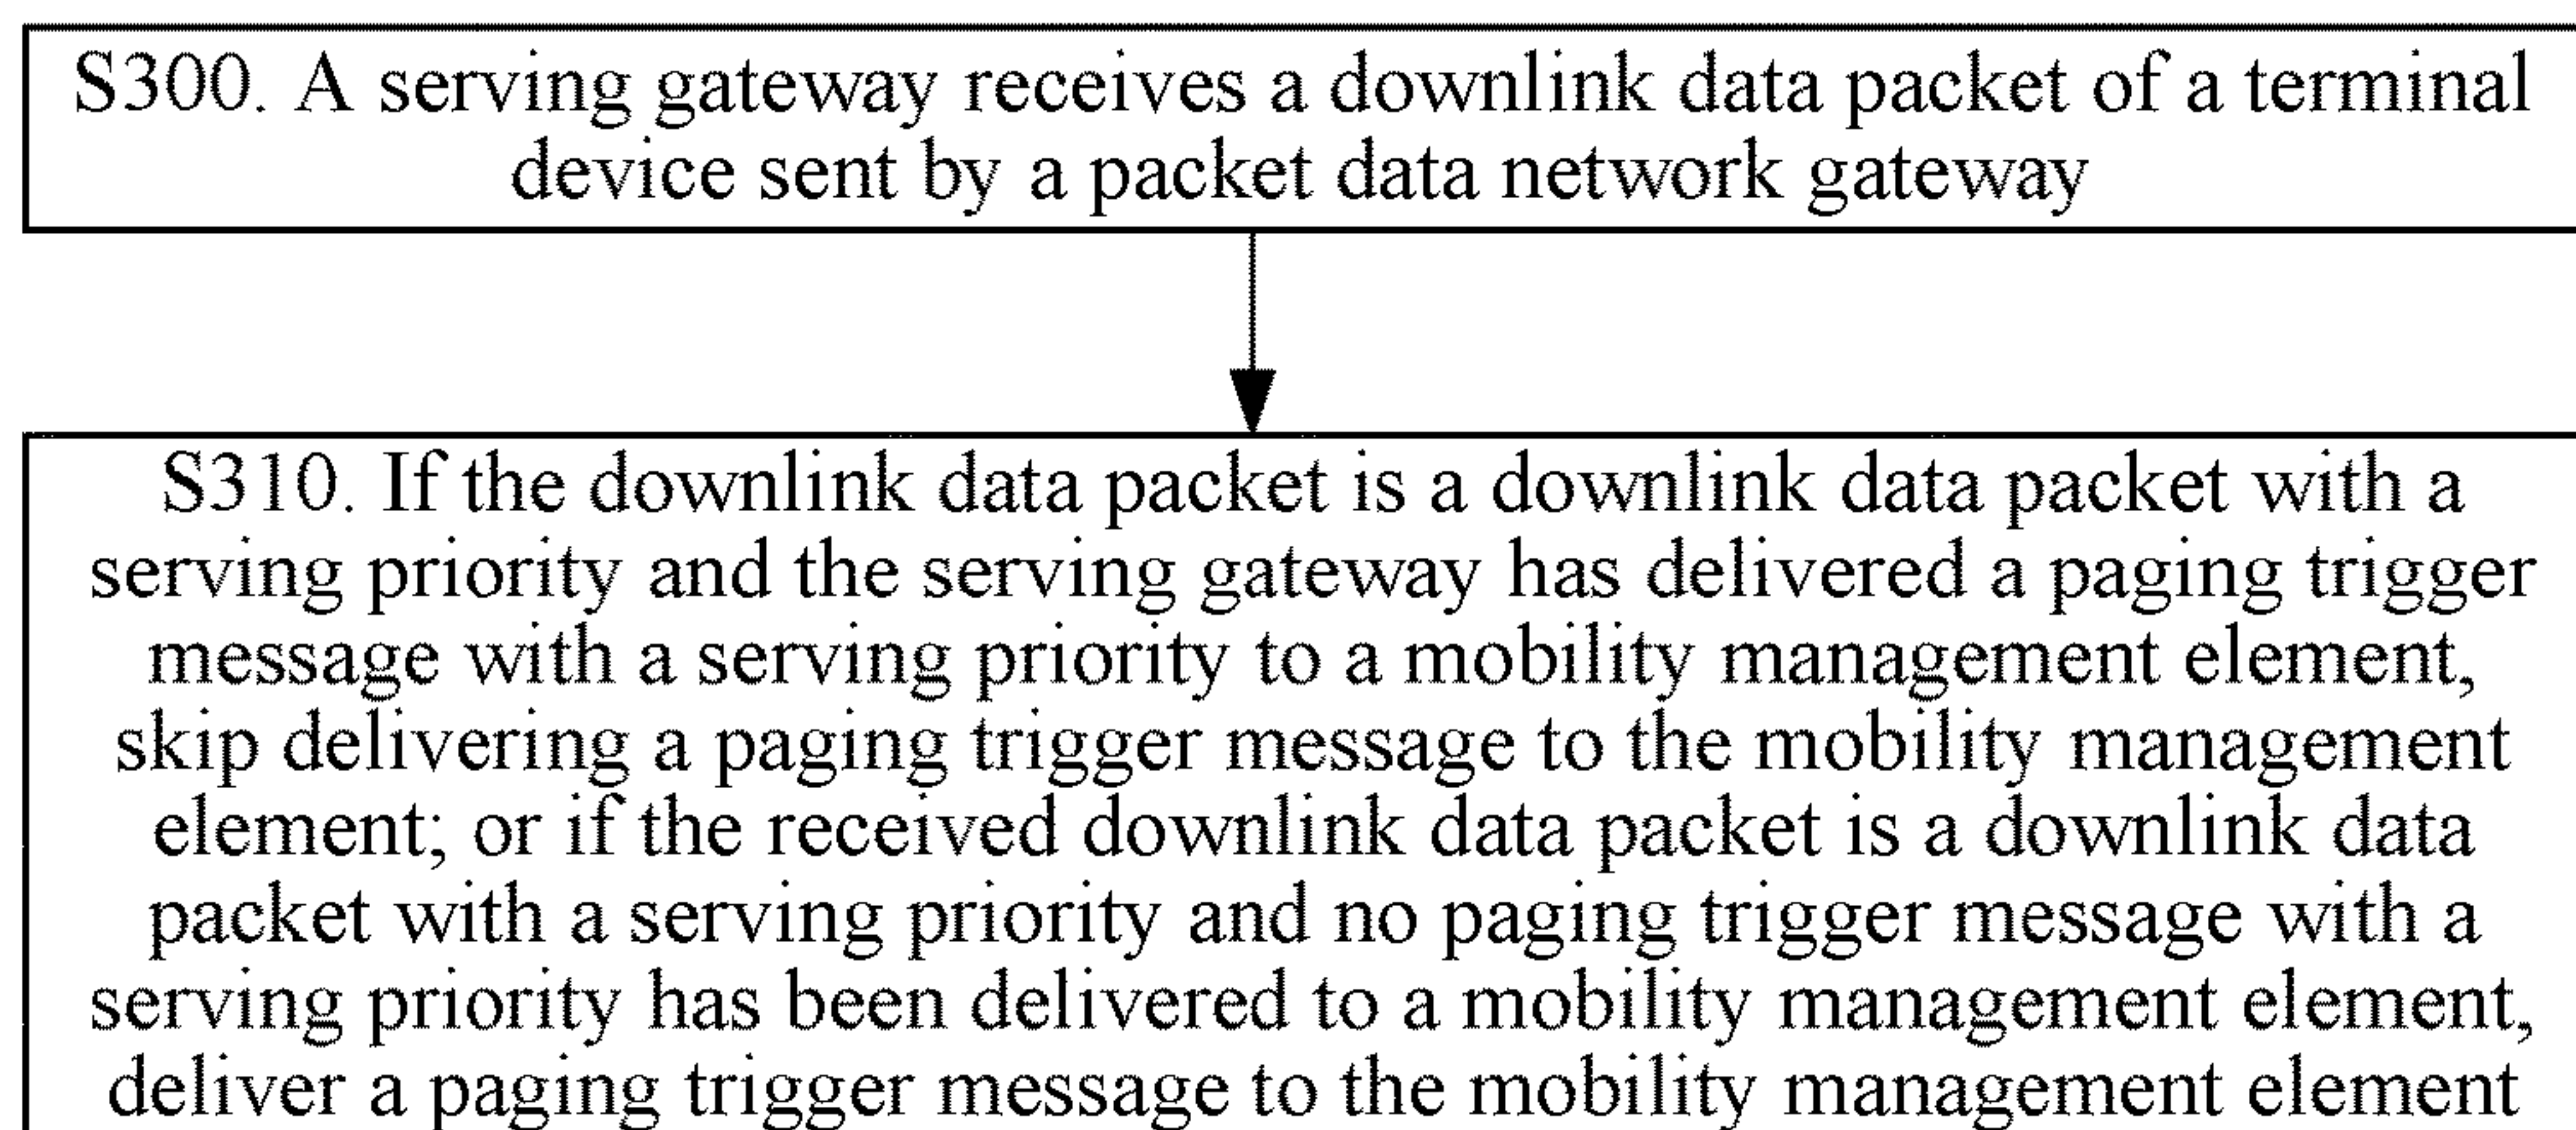 S300. A serving gateway receives a downlink data packet of a terminal
device sent by a packet data network gateway
S310. If the downlink data packet is a downlink data packet with a
serving priority and the serving gateway has delivered a paging trigger
message with a serving priority to a mobility management element,
skip delivering a paging trigger message to the mobility management
element; or if the received downlink data packet is a downlink data
packet with a serving priority and no paging trigger message with a
serving priority has been delivered to a mobility management element,
deliver a paging trigger message to the mobility management element